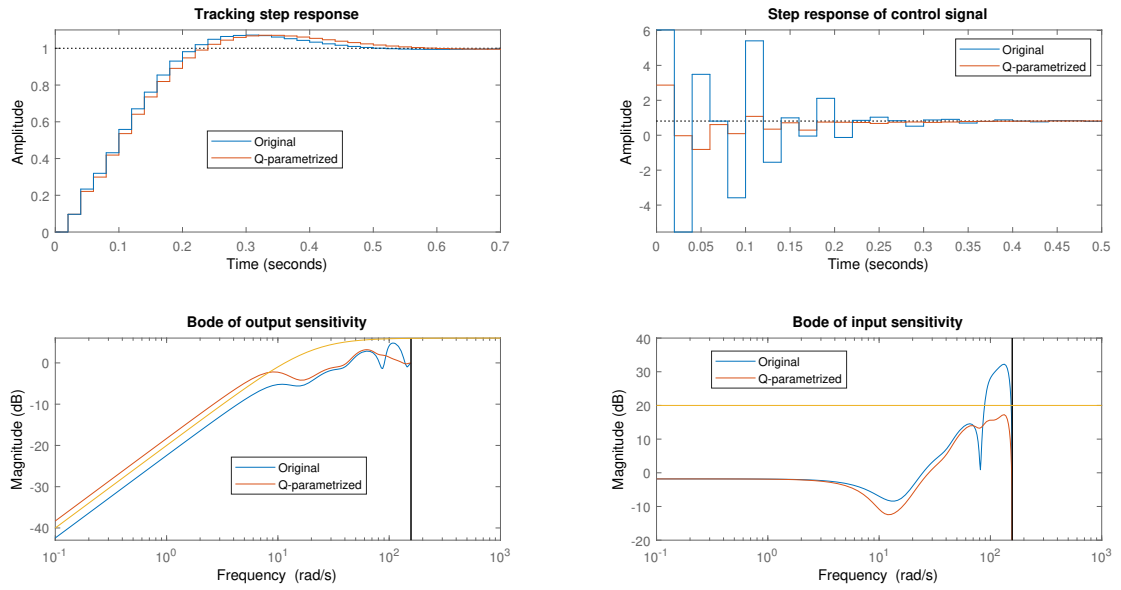 Tracking step response
1
0.8
0.6
0.4
0.2
0
Amplitude
Original
Q-parametrized
0 0.1 0.2 0.3 0.4 0.5 0.6 0.7
Time (seconds)
Step response of control signal
6
4
2
0
-2
-4
Amplitude
Original
Q-parametrized
0 0.05 0.1 0.15 0.2 0.25 0.3 0.35 0.4 0.45 0.5
Time (seconds)
Bode of output sensitivity
0
-10
-20
-30
-40
Magnitude (dB)
Original
Q-parametrized
10^-1 10^0 10^1 10^2 10^3
Frequency (rad/s)
Bode of input sensitivity
40
30
20
10
0
-10
-20
Magnitude (dB)
Original
Q-parametrized
10^-1 10^0 10^1 10^2 10^3
Frequency (rad/s)